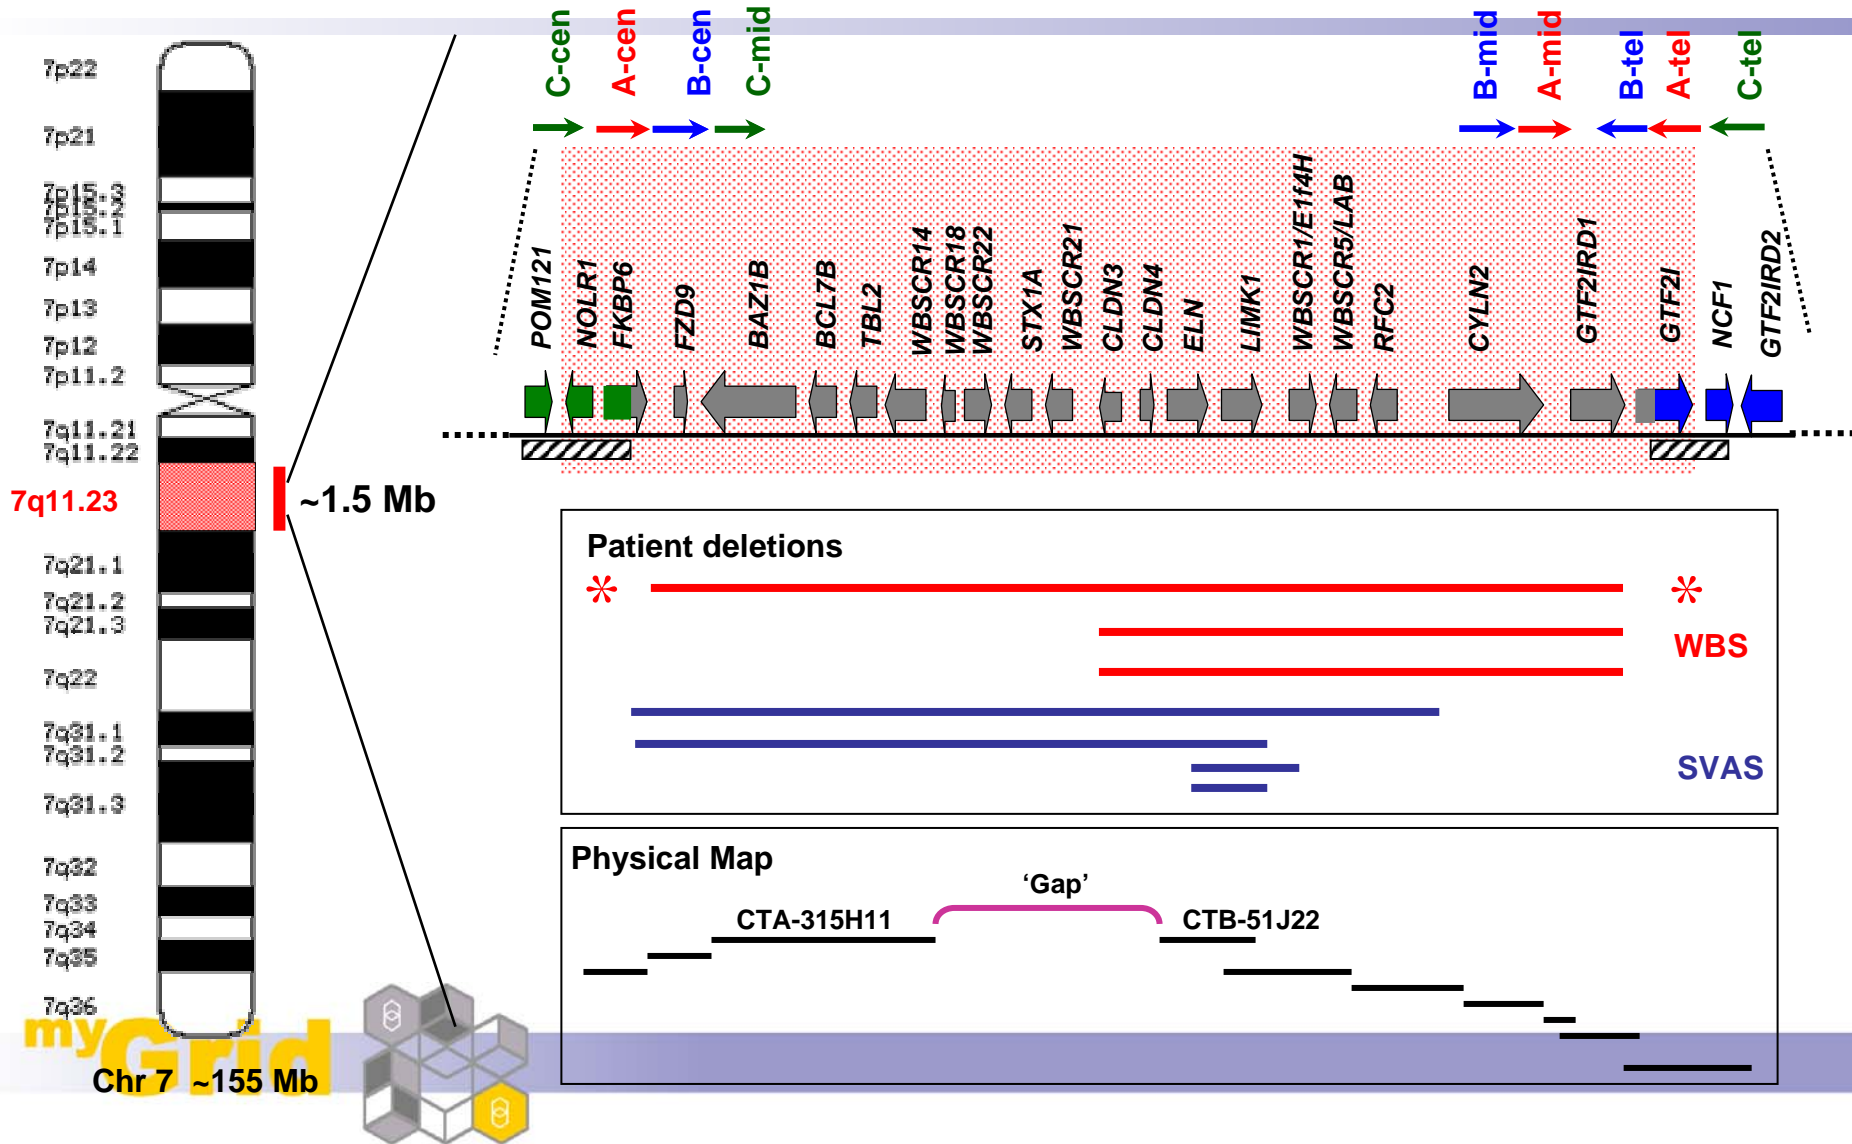 7p22
7p21
7p15.3
7p15.2
7p15.1
7p14
7p13
7p12
7p11.2
7q11.21
7q11.22
7q11.23
7q21.1
7q21.2
7q21.3
7q22
7q31.1
7q31.2
7q31.3
7q32
7q33
7q34
7q35
7q36
~1.5 Mb
myGrid
Chr 7 ~155 Mb
C-cen
A-cen
B-cen
C-mid
B-mid
A-mid
B-tel
A-tel
C-tel
POM121
NOLR1
FKBP6
FZD9
BAZ1B
BCL7B
TBL2
WBSCR14
WBSCR18
WBSCR22
STX1A
WBSCR21
CLDN3
CLDN4
ELN
LIMK1
WBSCR1/E1f4H
WBSCR5/LAB
RFC2
CYLN2
GTF2IRD1
GTF2I
NCF1
GTF2IRD2
Patient deletions
* *
WBS
SVAS
Physical Map
‘Gap’
CTA-315H11
CTB-51J22